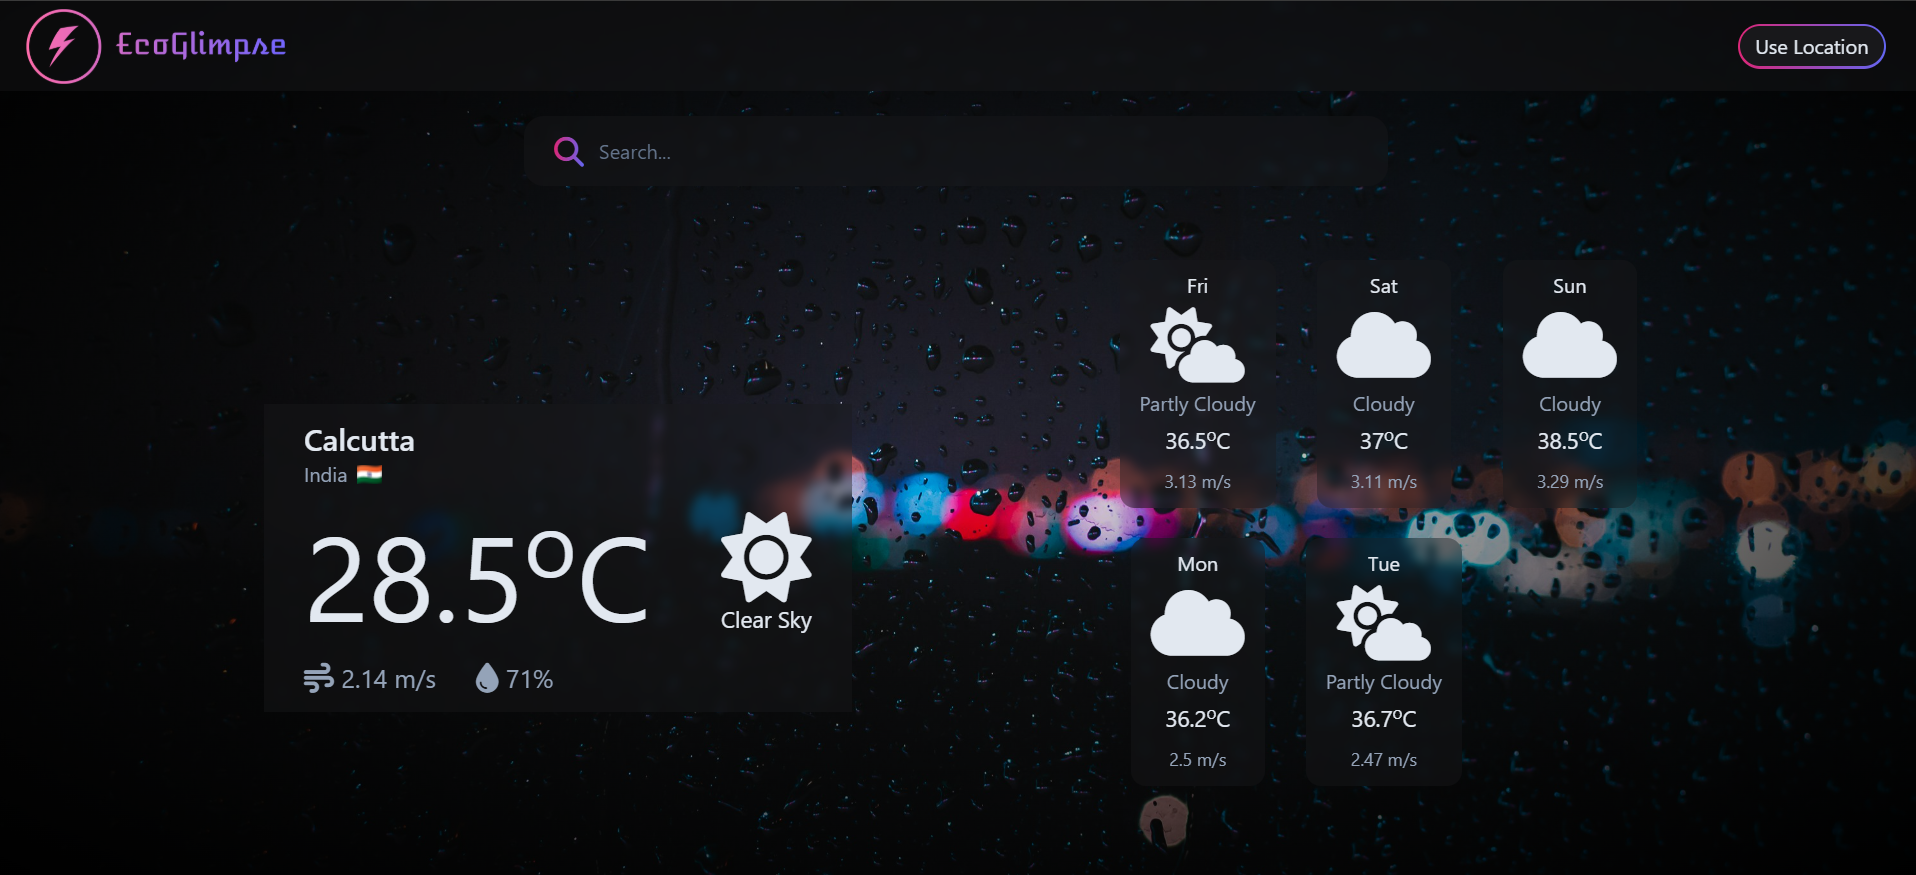 EcoGlimpse
Use Location
Search...
Calcutta
India 🇮🇳
28.5°C
Clear Sky
2.14 m/s 71%
Fri
Partly Cloudy
36.5°C
3.13 m/s
Sat
Cloudy
37°C
3.11 m/s
Sun
Cloudy
38.5°C
3.29 m/s
Mon
Cloudy
36.2°C
2.5 m/s
Tue
Partly Cloudy
36.7°C
2.47 m/s